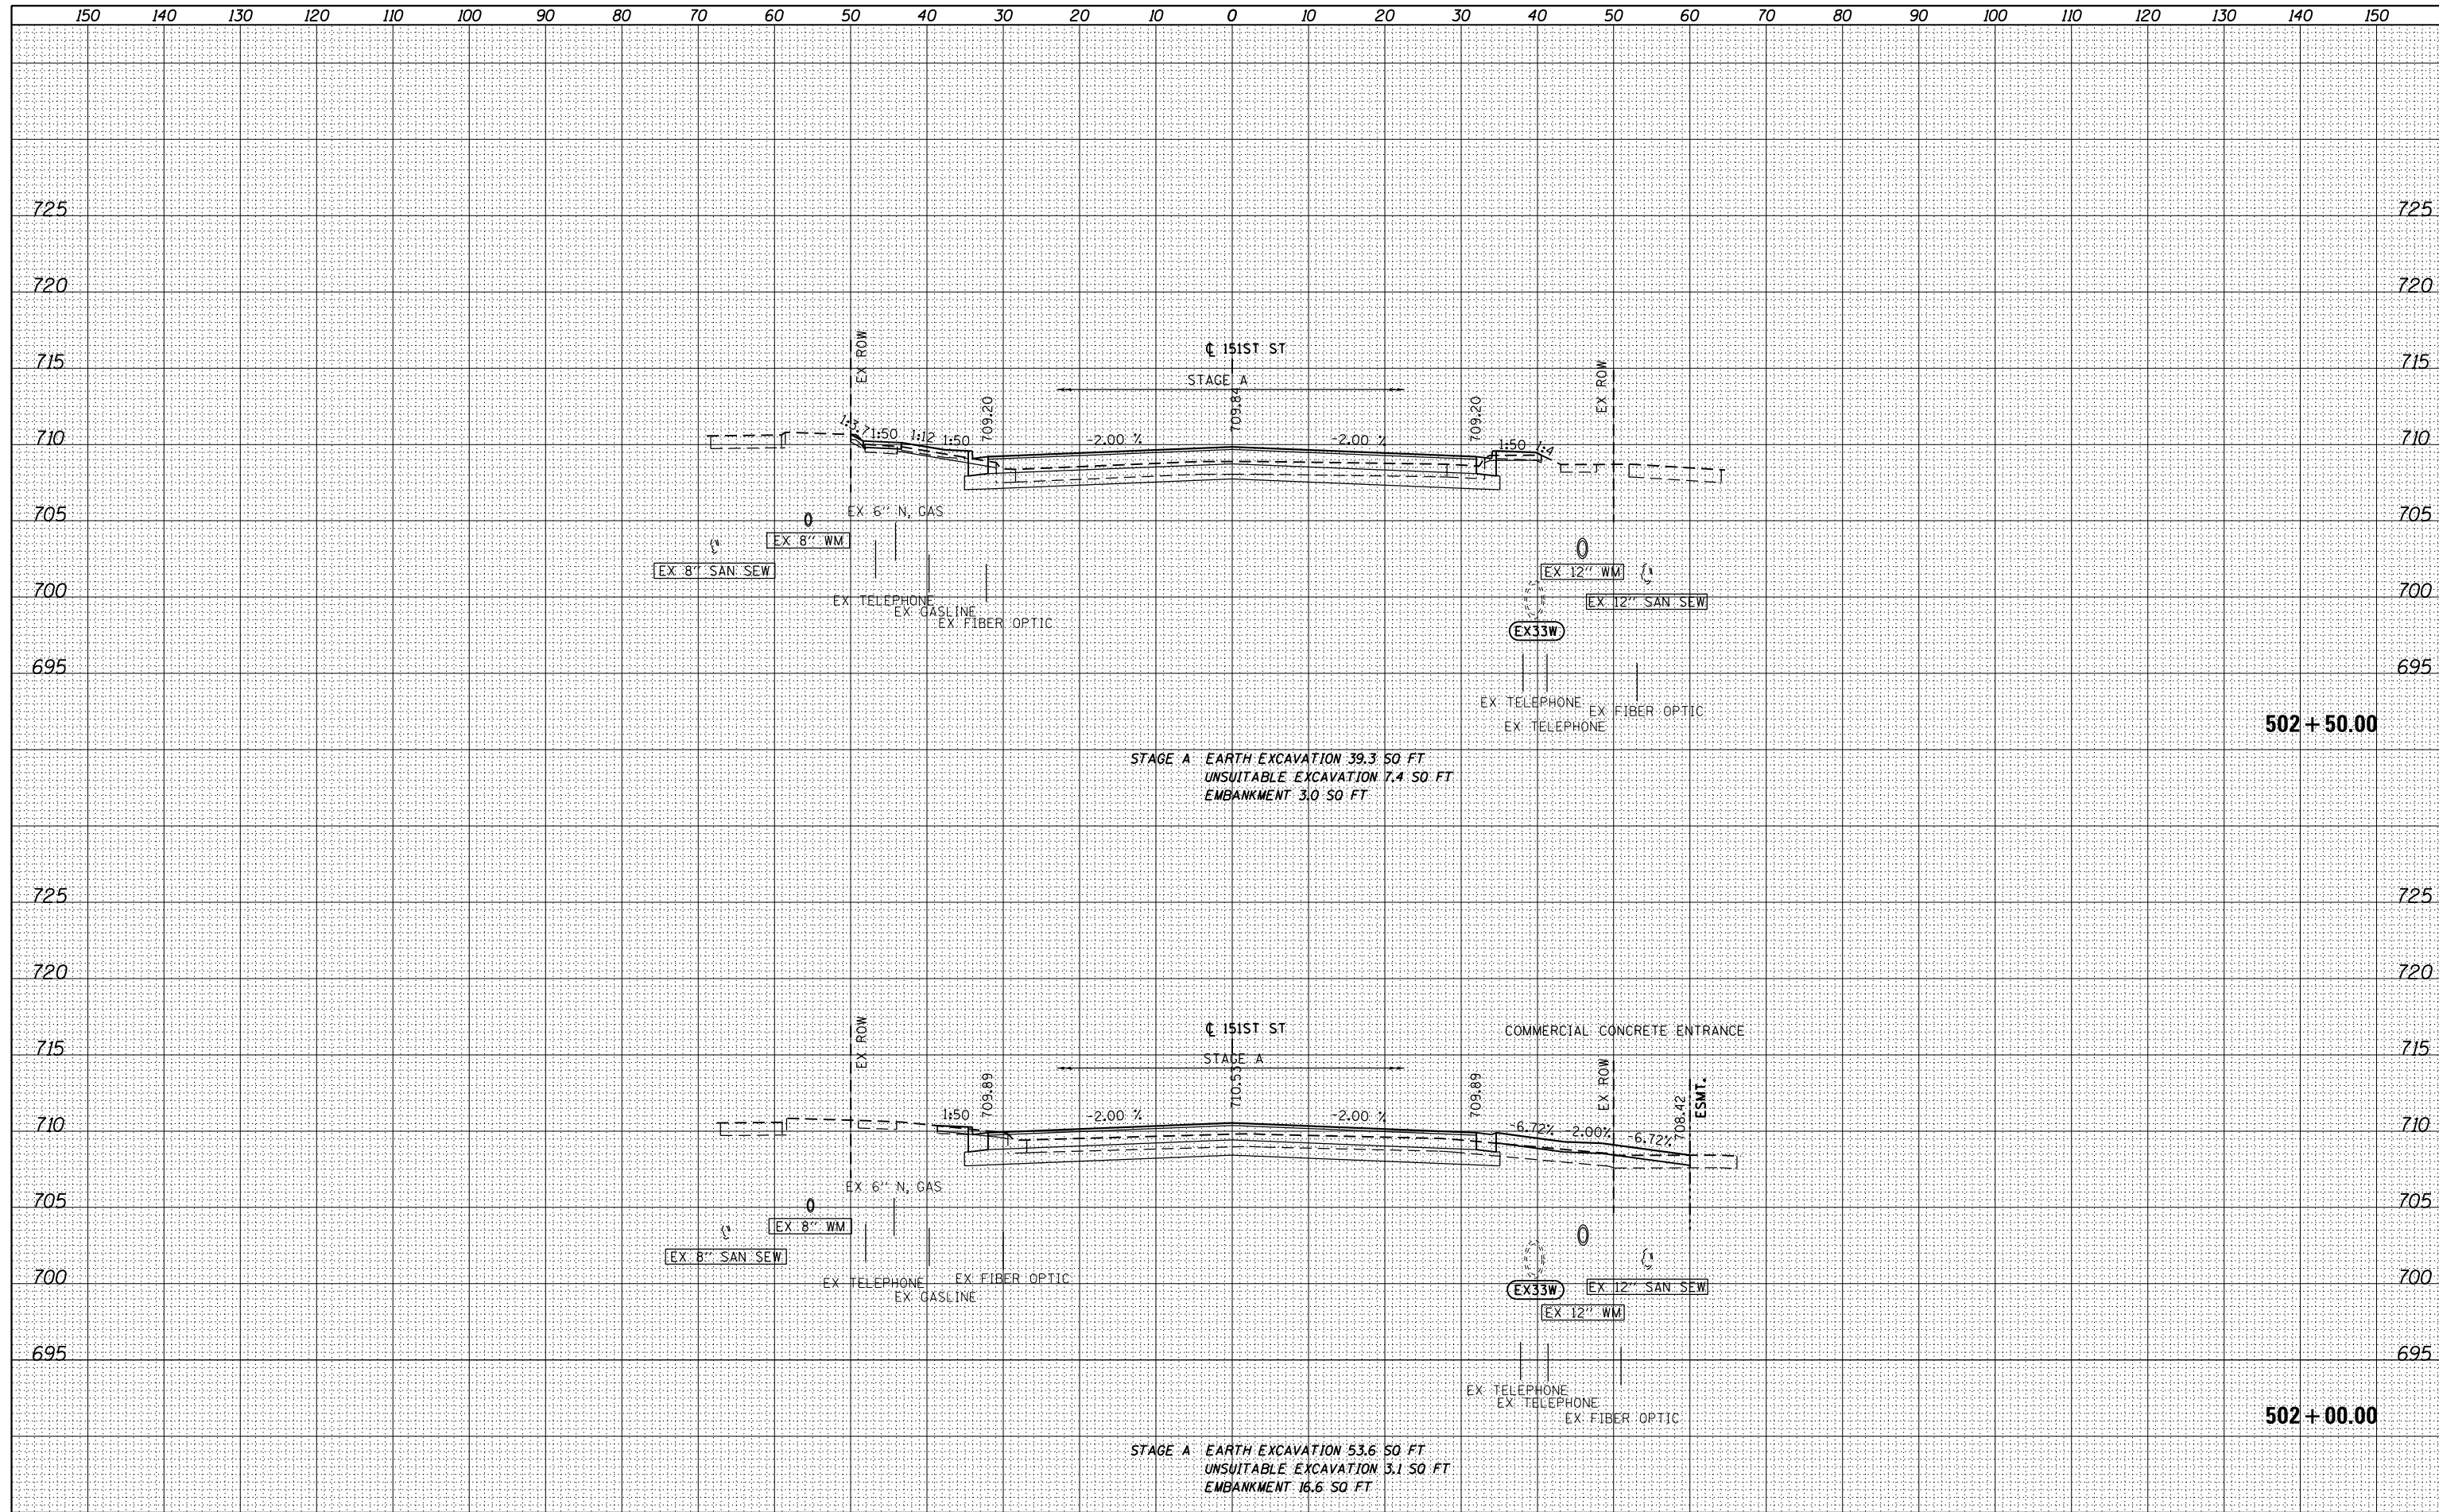 150 140 130 120 110 100 90 80 70 60 50 40 30 20 10 0 10 20 30 40 50 60 70 80 90 100 110 120 130 140 150
725 725
720 720
EX ROW
℄ 151ST ST
EX ROW
715 715
STAGE A
709.20
709.84
709.20
1:3.7
1:50
1:12
1:50
-2.00 %
-2.00 %
1:50
1:4
710 710
705 705
EX 6'' N, GAS
EX 8'' WM
EX 8'' SAN SEW
EX 12'' WM
700 700
EX TELEPHONE
EX GASLINE
EX FIBER OPTIC
EX 12'' SAN SEW
EX33W
695 695
EX TELEPHONE
EX FIBER OPTIC
EX TELEPHONE
502+50.00
STAGE A EARTH EXCAVATION 39.3 SQ FT
UNSUITABLE EXCAVATION 7.4 SQ FT
EMBANKMENT 3.0 SQ FT
725 725
720 720
EX ROW
℄ 151ST ST
COMMERCIAL CONCRETE ENTRANCE
715 715
STAGE A
EX ROW
ESMT.
709.89
710.53
709.89
708.42
1:50
-2.00 %
-2.00 %
-6.72%
-2.00%
-6.72%
710 710
705 705
EX 6'' N, GAS
EX 8'' WM
EX 8'' SAN SEW
700 700
EX TELEPHONE
EX FIBER OPTIC
EX GASLINE
EX33W
EX 12'' SAN SEW
EX 12'' WM
695 695
EX TELEPHONE
EX TELEPHONE
EX FIBER OPTIC
502+00.00
STAGE A EARTH EXCAVATION 53.6 SQ FT
UNSUITABLE EXCAVATION 3.1 SQ FT
EMBANKMENT 16.6 SQ FT